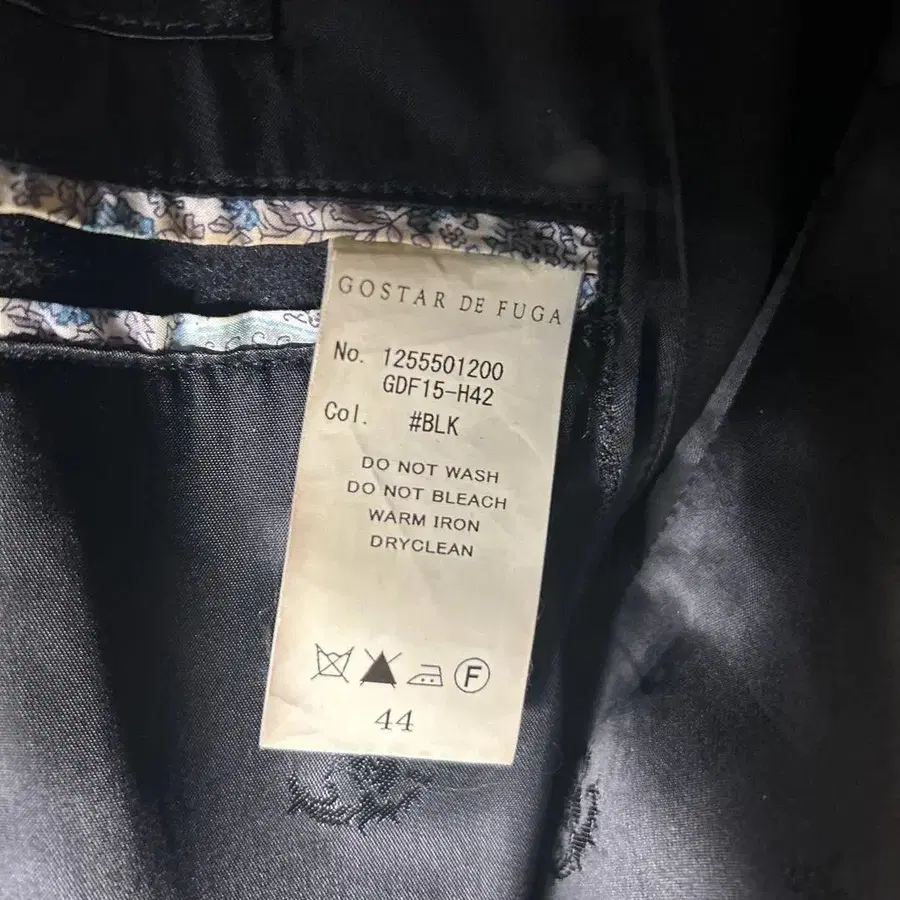 GOSTAR DE FUGA
No. 1255501200
GDF15-H42
Col. #BLK
DO NOT WASH
DO NOT BLEACH
WARM IRON
DRYCLEAN
F
44